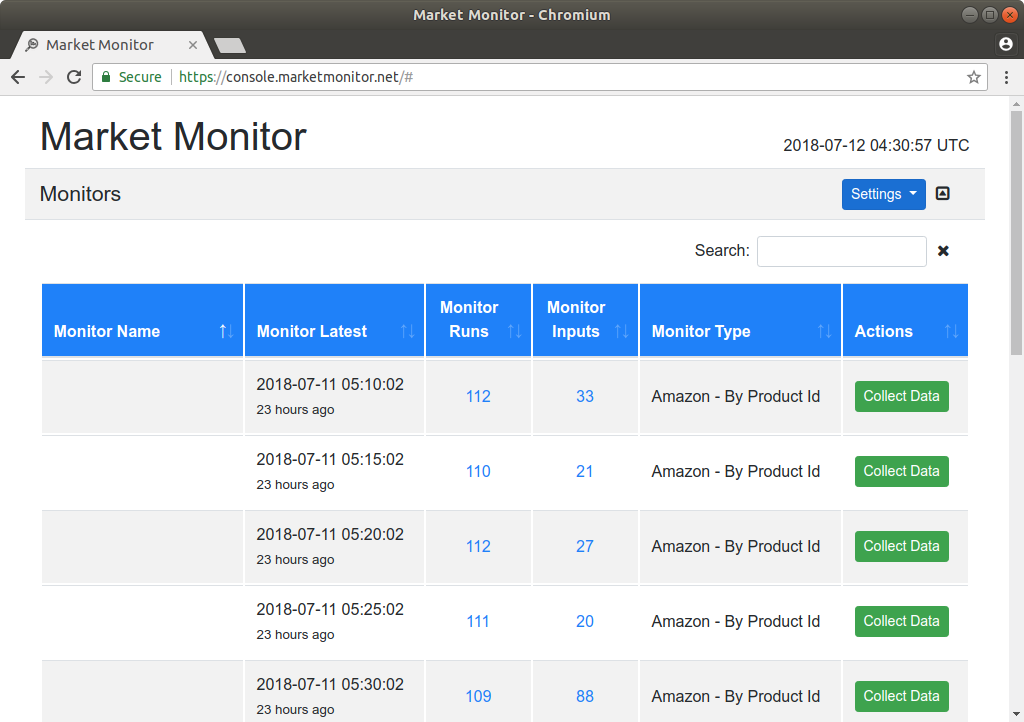 Market Monitor - Chromium
Market Monitor
Secure https://console.marketmonitor.net/#
Market Monitor
2018-07-12 04:30:57 UTC
Monitors
Settings
Search:
Monitor Name
Monitor Latest
Monitor
Runs
Monitor
Inputs
Monitor Type
Actions
2018-07-11 05:10:02
23 hours ago
112
33
Amazon - By Product Id
Collect Data
2018-07-11 05:15:02
23 hours ago
110
21
Amazon - By Product Id
Collect Data
2018-07-11 05:20:02
23 hours ago
112
27
Amazon - By Product Id
Collect Data
2018-07-11 05:25:02
23 hours ago
111
20
Amazon - By Product Id
Collect Data
2018-07-11 05:30:02
23 hours ago
109
88
Amazon - By Product Id
Collect Data